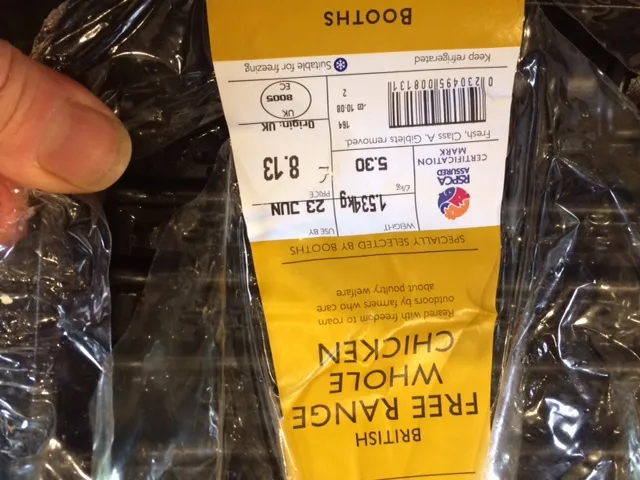 BRITISH
FREE RANGE
WHOLE
CHICKEN
Reared with freedom to roam
outdoors by farmers who care
about poultry welfare
SPECIALLY SELECTED BY BOOTHS
RSPCA
ASSURED
CERTIFICATION
MARK
WEIGHT
1.534kg
USE BY
23 JUN
£/kg
5.30
PRICE
£ 8.13
Fresh, Class A, Giblets removed.
164
10:08
2
Origin: UK
UK
8005
EC
0 230495 008131
Keep refrigerated
Suitable for freezing
BOOTHS